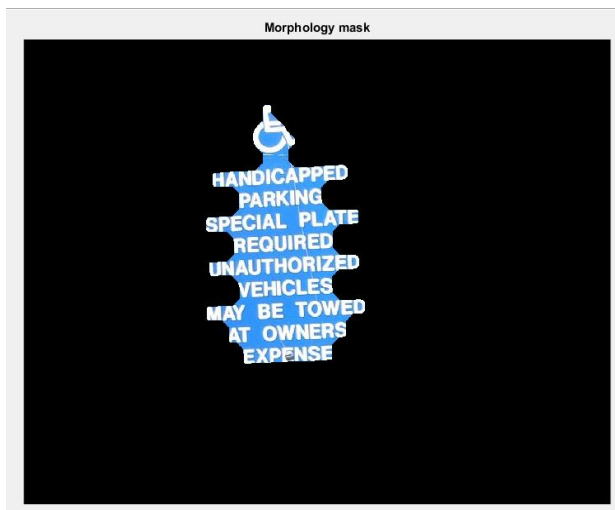 Morphology mask
HANDICAPPED
PARKING
SPECIAL PLATE
REQUIRED
UNAUTHORIZED
VEHICLES
MAY BE TOWED
AT OWNERS
EXPENSE